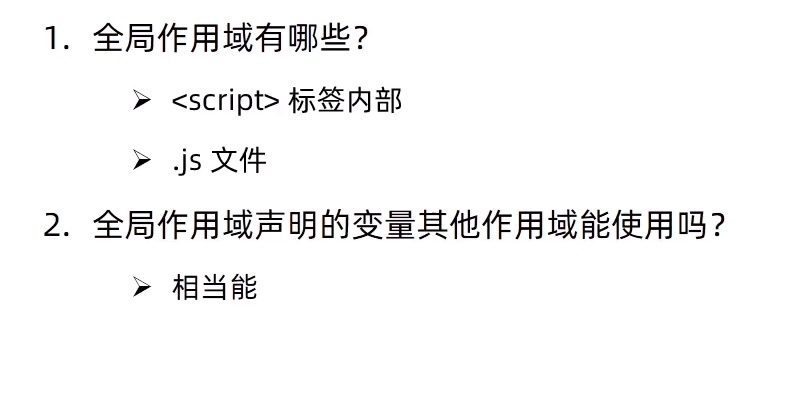 1. 全局作用域有哪些？
➢ <script> 标签内部
➢ .js 文件
2. 全局作用域声明的变量其他作用域能使用吗？
➢ 相当能